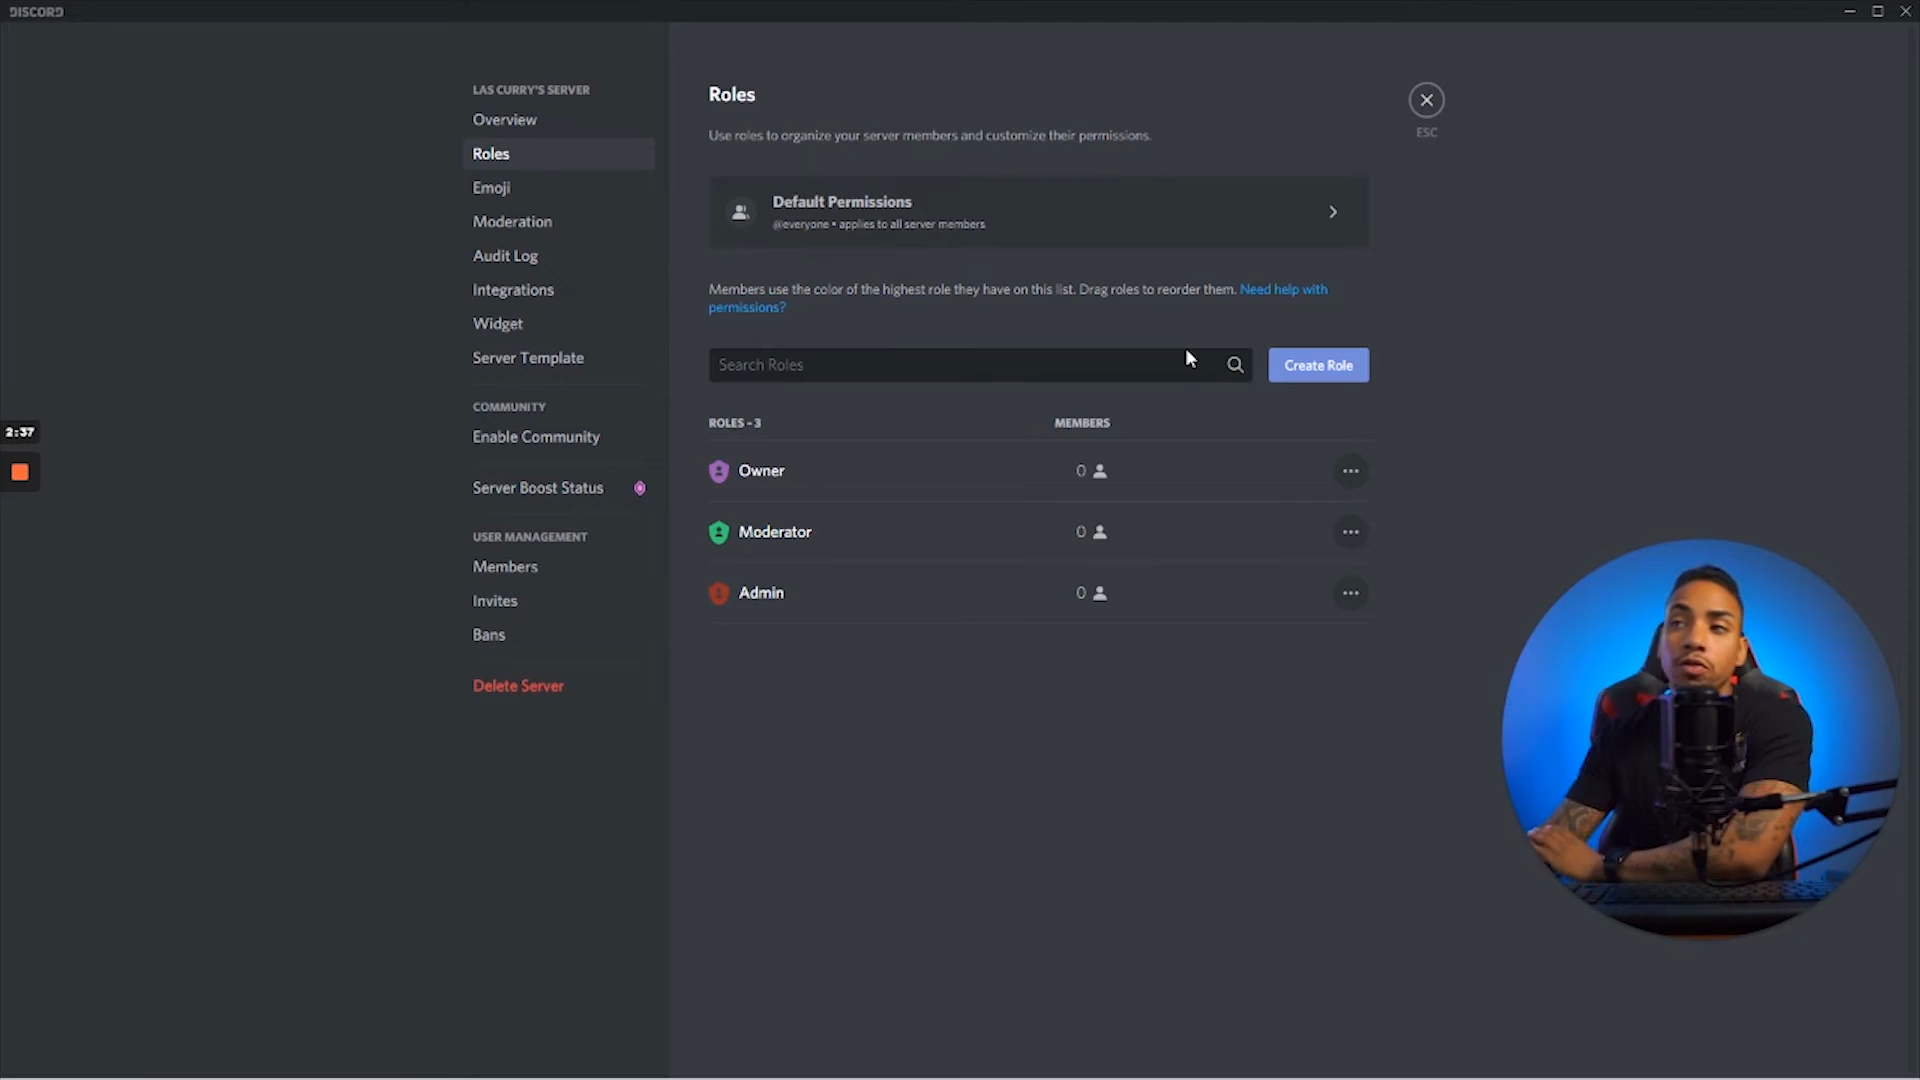 DISCORD
LAS CURRY'S SERVER
Overview
Roles
Emoji
Moderation
Audit Log
Integrations
Widget
Server Template
COMMUNITY
Enable Community
Server Boost Status
USER MANAGEMENT
Members
Invites
Bans
Delete Server
2:37
Roles
Use roles to organize your server members and customize their permissions.
Default Permissions
@everyone • applies to all server members
Members use the color of the highest role they have on this list. Drag roles to reorder them. Need help with
permissions?
Search Roles
Create Role
ROLES – 3 MEMBERS
Owner 0
Moderator 0
Admin 0
ESC